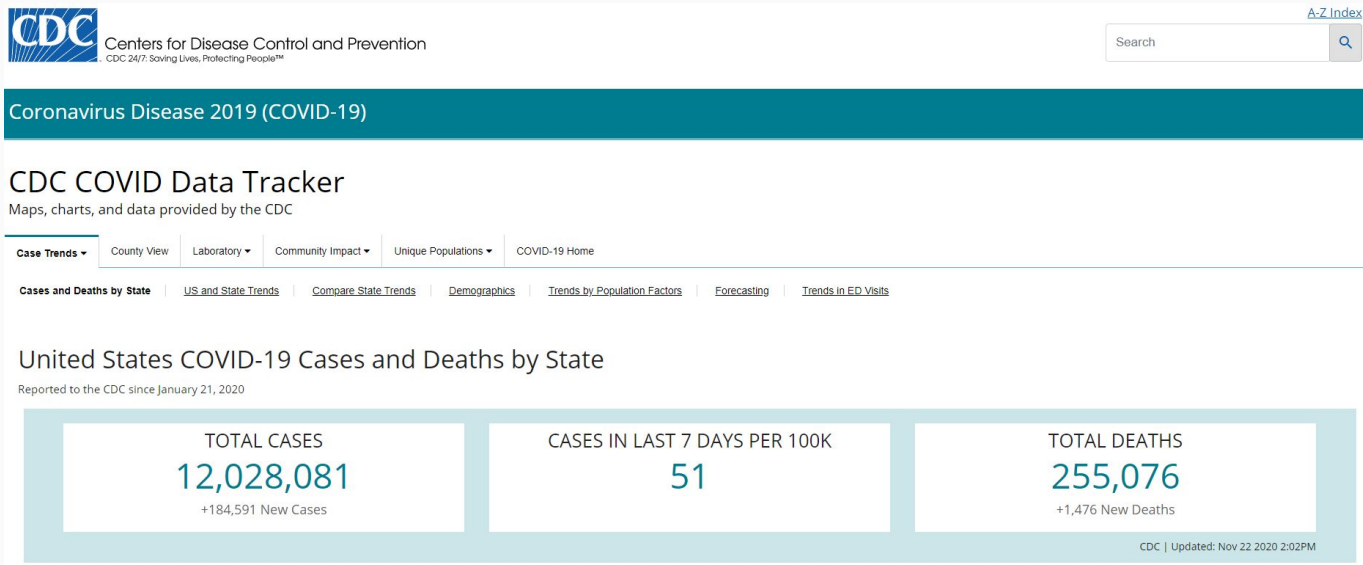 A-Z Index
CDC
Centers for Disease Control and Prevention
CDC 24/7: Saving Lives, Protecting People™
Search
Coronavirus Disease 2019 (COVID-19)
CDC COVID Data Tracker
Maps, charts, and data provided by the CDC
Case Trends County View Laboratory Community Impact Unique Populations COVID-19 Home
Cases and Deaths by State US and State Trends Compare State Trends Demographics Trends by Population Factors Forecasting Trends in ED Visits
United States COVID-19 Cases and Deaths by State
Reported to the CDC since January 21, 2020
TOTAL CASES
12,028,081
+184,591 New Cases
CASES IN LAST 7 DAYS PER 100K
51
TOTAL DEATHS
255,076
+1,476 New Deaths
CDC | Updated: Nov 22 2020 2:02PM